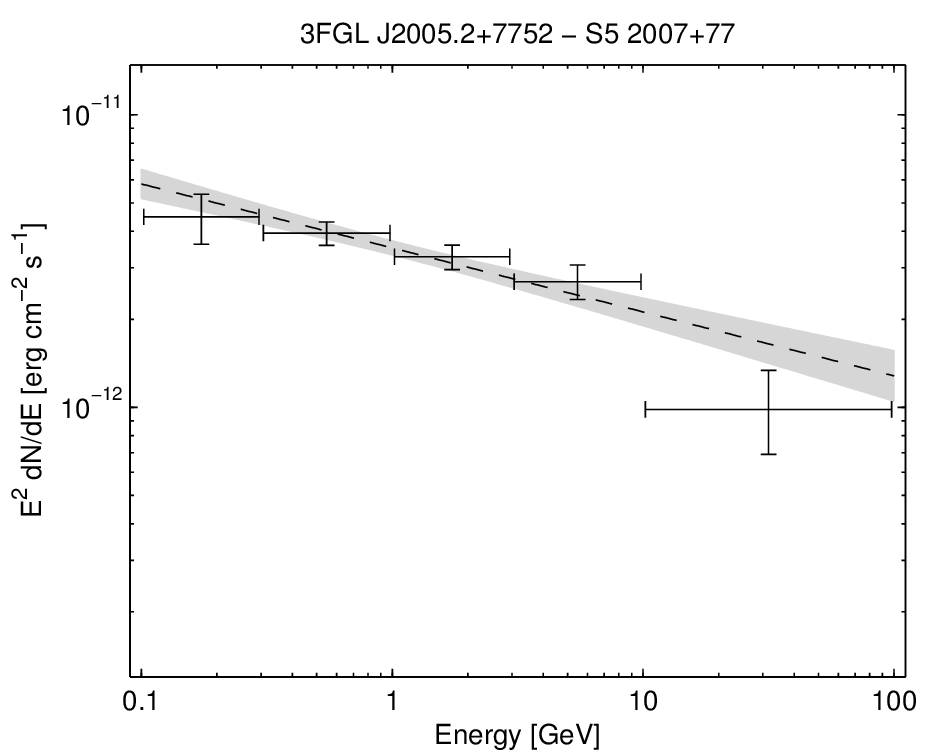 3FGL J2005.2+7752 − S5 2007+77
10⁻¹¹
10⁻¹²
E² dN/dE [erg cm⁻² s⁻¹]
0.1 1 10 100
Energy [GeV]